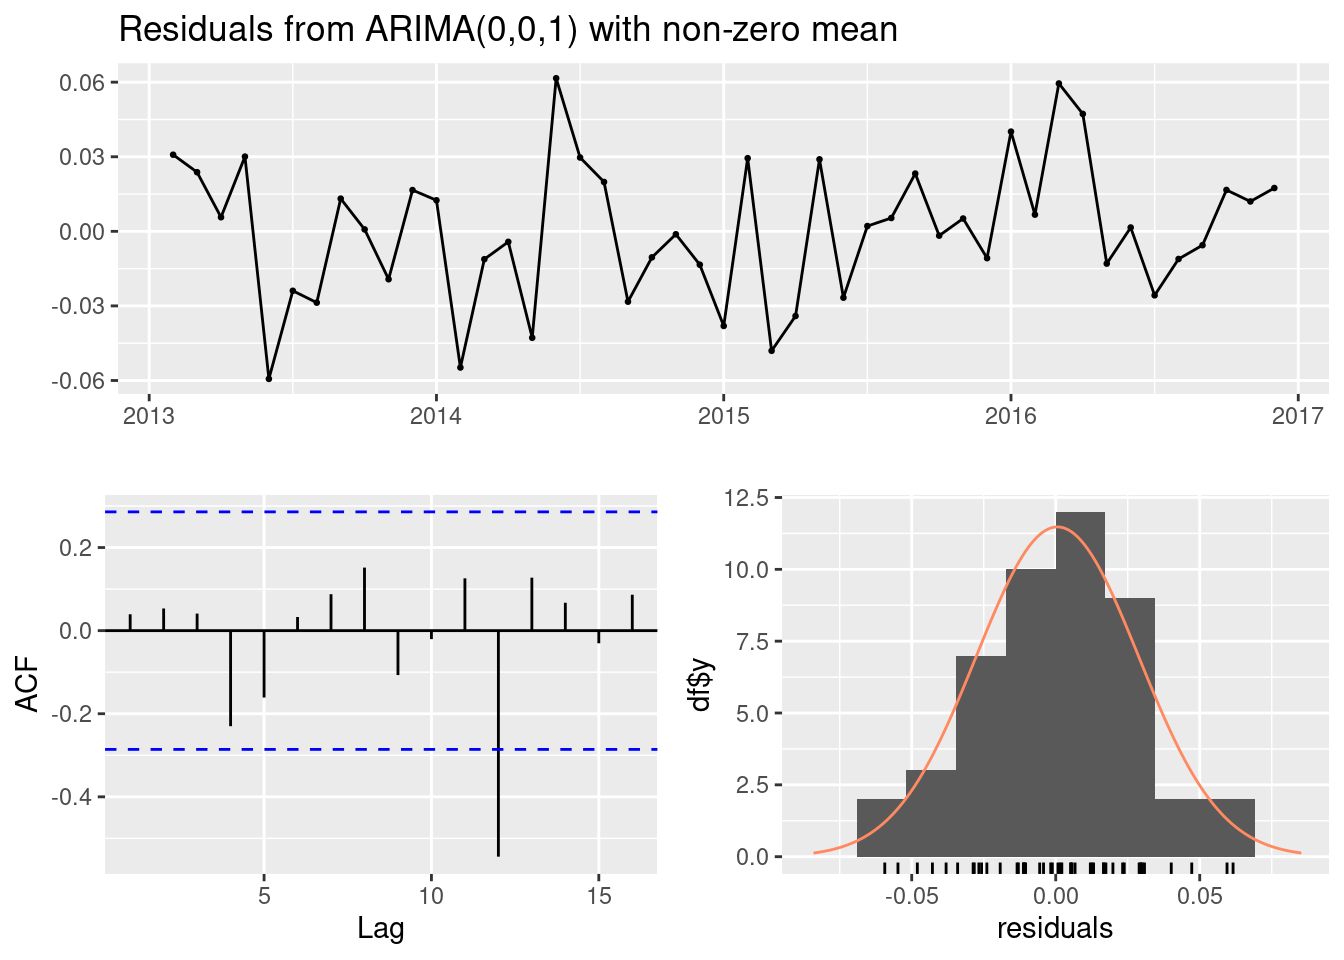 Residuals from ARIMA(0,0,1) with non-zero mean
0.06
0.03
0.00
-0.03
-0.06
2013 2014 2015 2016 2017
ACF
0.2
0.0
-0.2
-0.4
5 10 15
Lag
df$y
12.5
10.0
7.5
5.0
2.5
0.0
-0.05 0.00 0.05
residuals